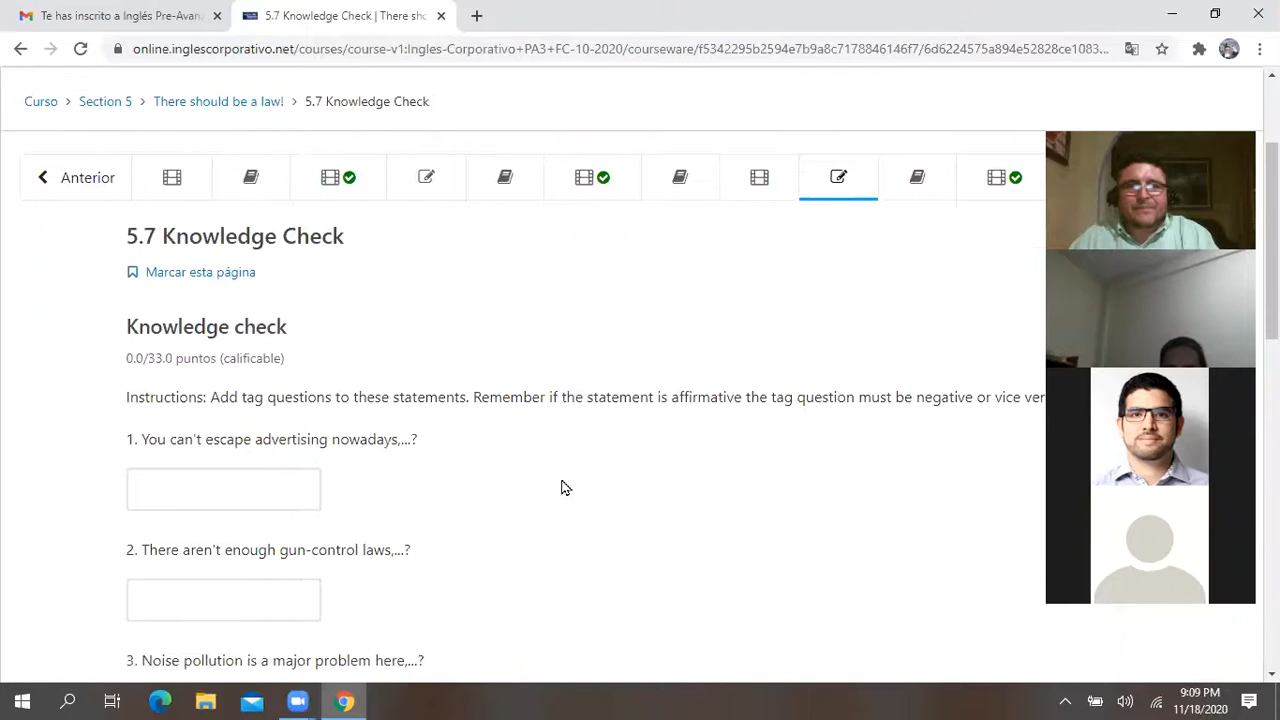 Te has inscrito a Inglés Pre-Avan
5.7 Knowledge Check | There sho
online.inglescorporativo.net/courses/course-v1:Ingles-Corporativo+PA3+FC-10-2020/courseware/f5342295b2594e7b9a8c7178846146f7/6d6224575a894e52828ce1083...
Curso > Section 5 > There should be a law! > 5.7 Knowledge Check
Anterior
5.7 Knowledge Check
Marcar esta página
Knowledge check
0.0/33.0 puntos (calificable)
Instructions: Add tag questions to these statements. Remember if the statement is affirmative the tag question must be negative or vice ver
1. You can't escape advertising nowadays,...?
2. There aren't enough gun-control laws,...?
3. Noise pollution is a major problem here,...?
9:09 PM
11/18/2020